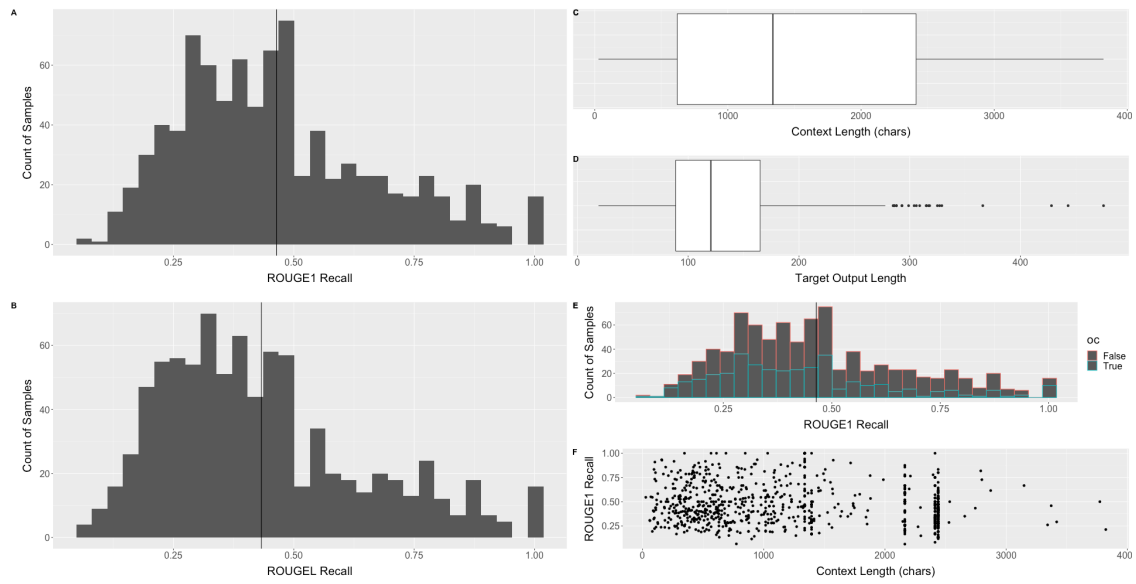 A
Count of Samples
60
40
20
0
0.25 0.50 0.75 1.00
ROUGE1 Recall
B
Count of Samples
60
40
20
0
0.25 0.50 0.75 1.00
ROUGEL Recall
C
0 1000 2000 3000 400
Context Length (chars)
D
0 100 200 300 400
Target Output Length
E
Count of Samples
60
40
20
0
0.25 0.50 0.75 1.00
ROUGE1 Recall
oc
False
True
F
ROUGE1 Recall
1.00
0.75
0.50
0.25
0 1000 2000 3000 400
Context Length (chars)